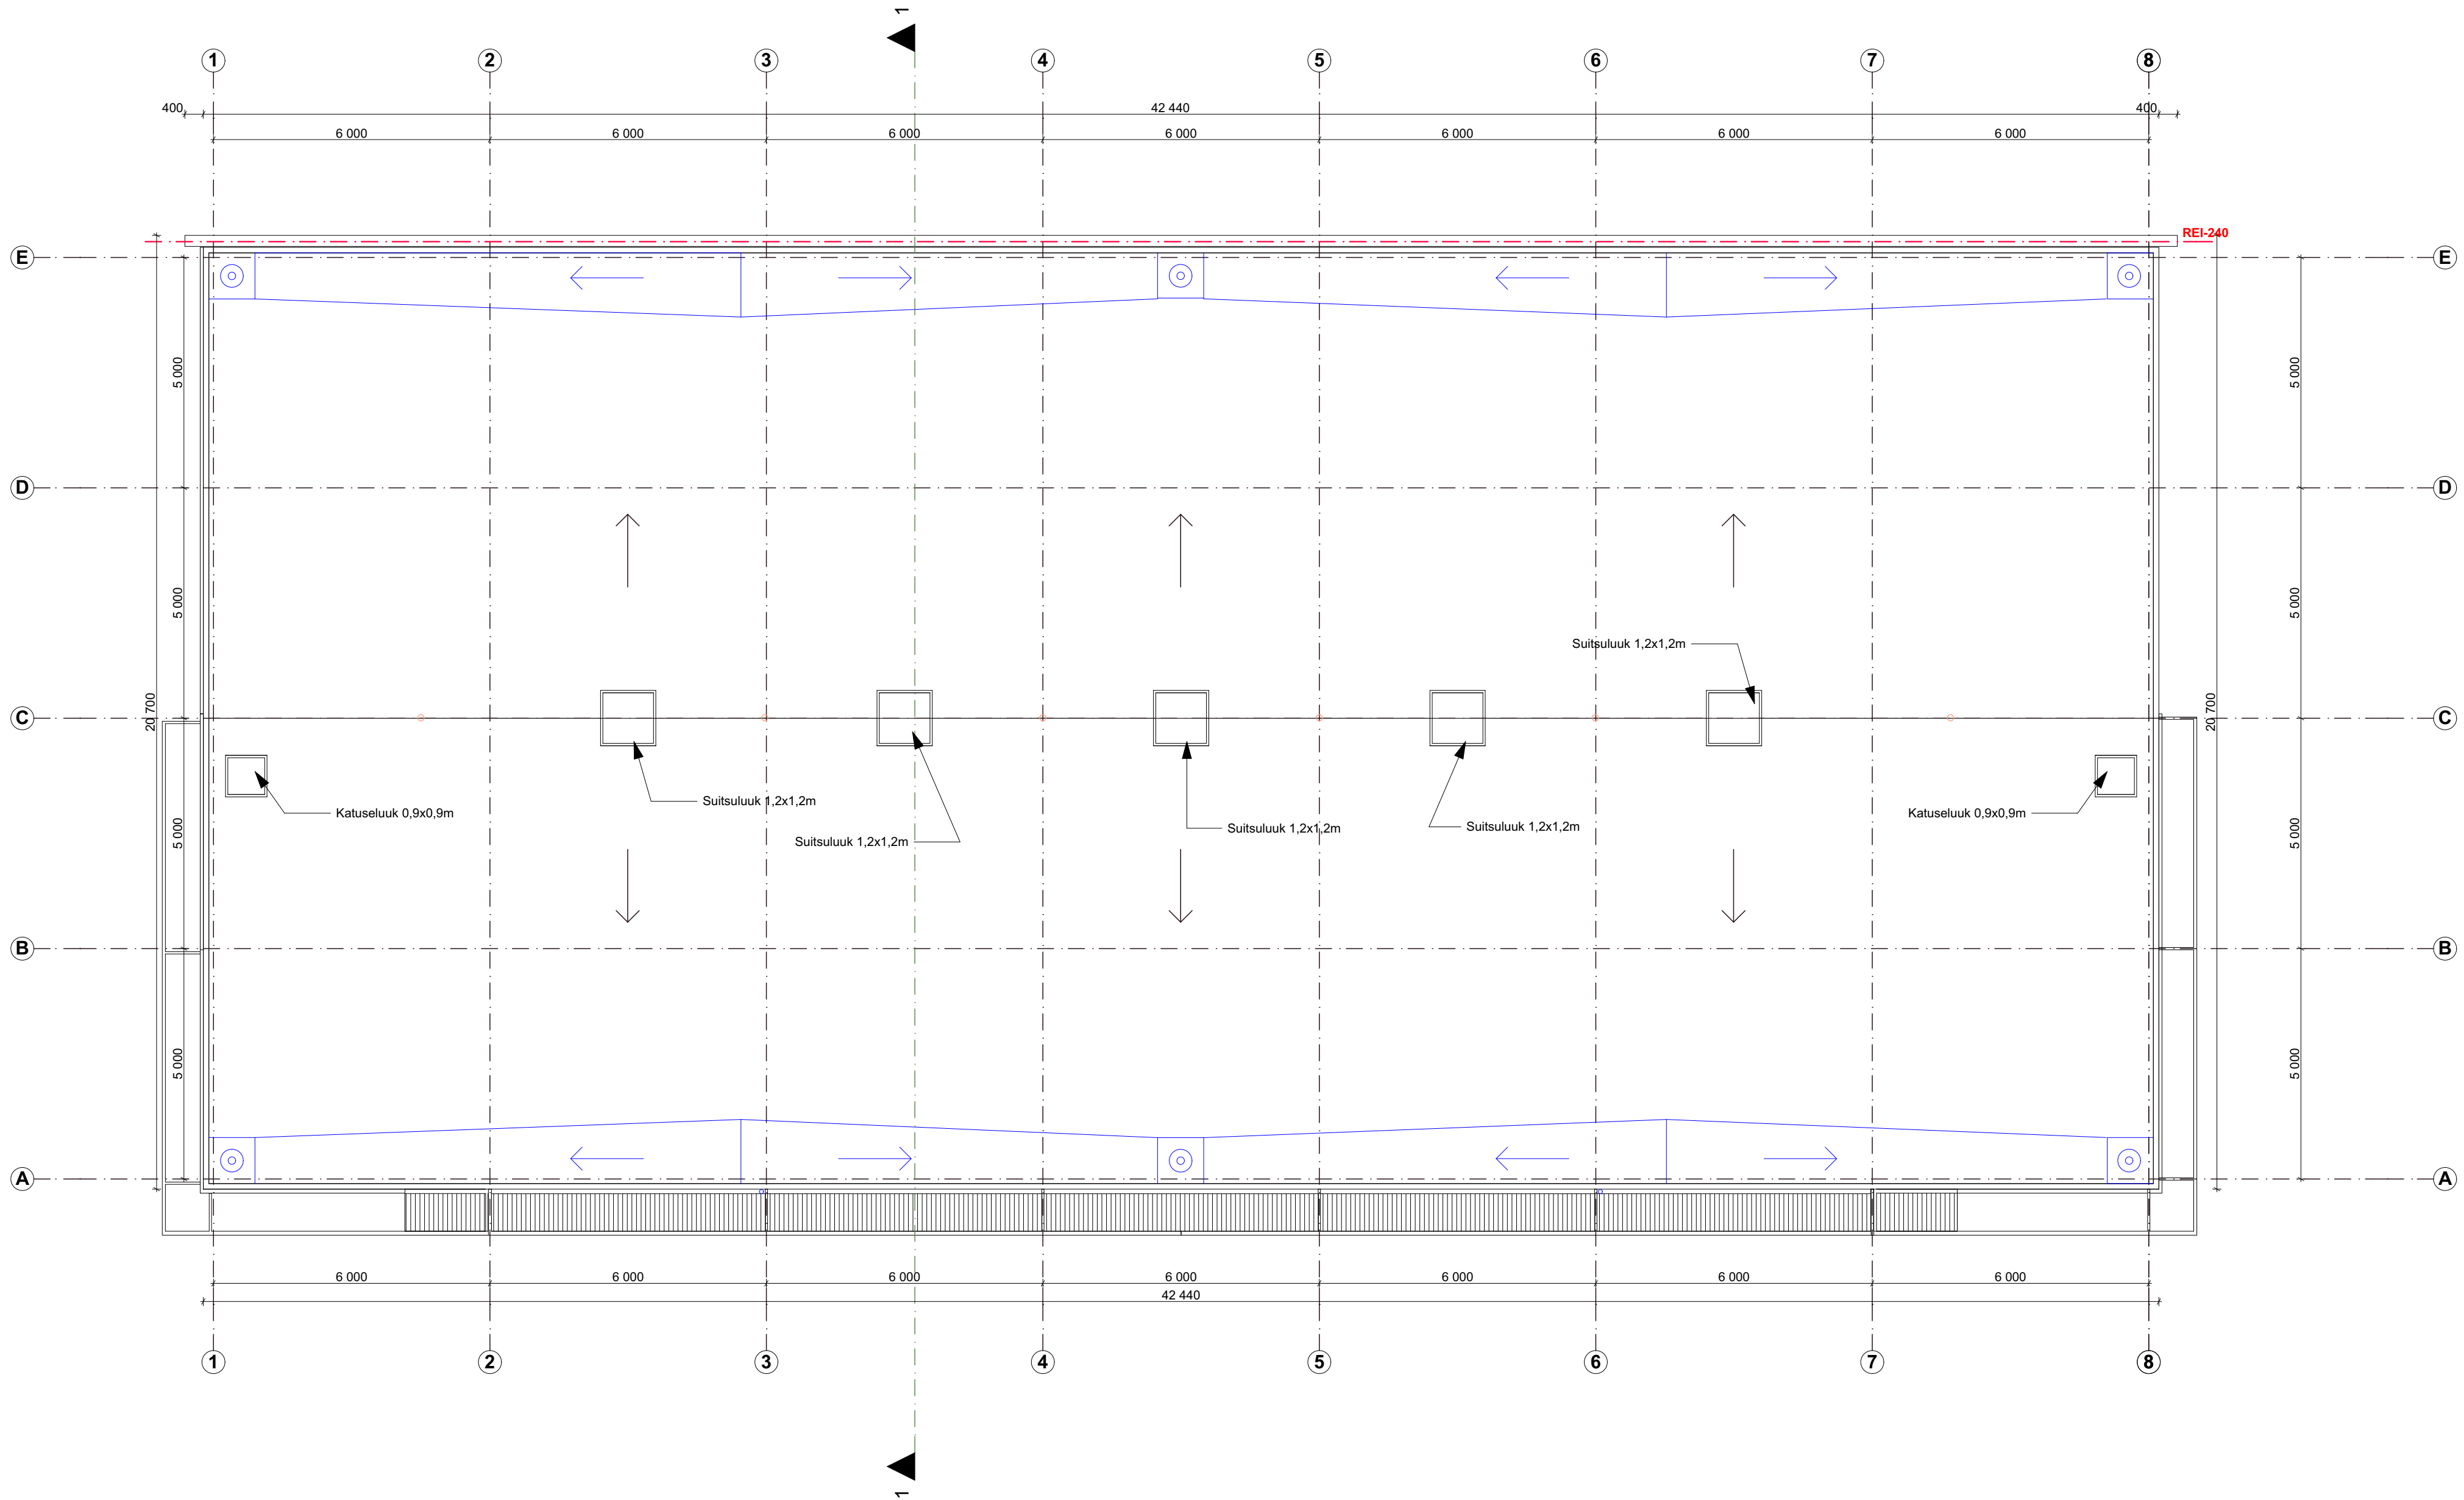 1
1 2 3 4 5 6 7 8
400 42 440 400
6 000 6 000 6 000 6 000 6 000 6 000 6 000
REI-240
E E
5 000 5 000
D D
5 000 5 000
Suitsuluuk 1,2x1,2m
20 700 20 700
C C
Suitsuluuk 1,2x1,2m
Katuseluuk 0,9x0,9m
Katuseluuk 0,9x0,9m
Suitsuluuk 1,2x1,2m
Suitsuluuk 1,2x1,2m
Suitsuluuk 1,2x1,2m
5 000 5 000
B B
5 000 5 000
A A
6 000 6 000 6 000 6 000 6 000 6 000 6 000
42 440
1 2 3 4 5 6 7 8
1